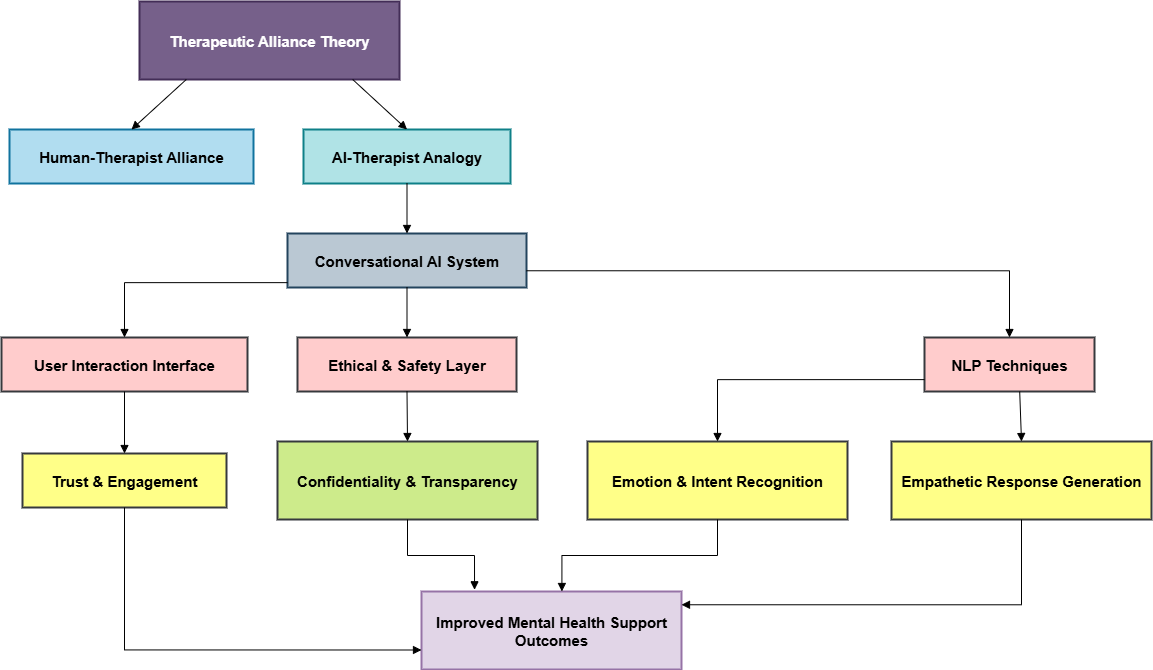 Therapeutic Alliance Theory
Human-Therapist Alliance
AI-Therapist Analogy
Conversational AI System
User Interaction Interface
Ethical & Safety Layer
NLP Techniques
Trust & Engagement
Confidentiality & Transparency
Emotion & Intent Recognition
Empathetic Response Generation
Improved Mental Health Support
Outcomes